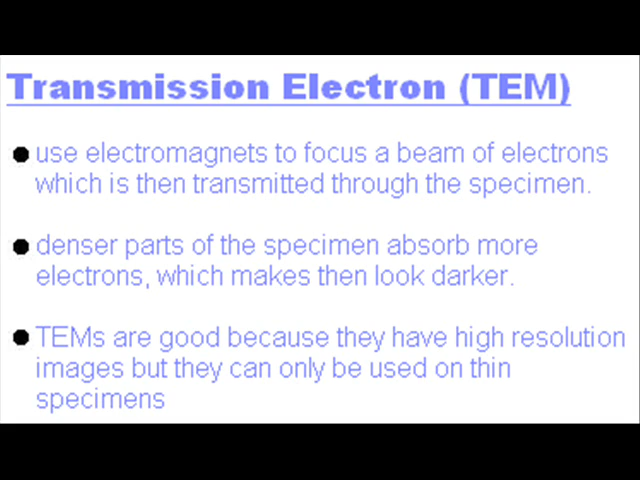 Transmission Electron (TEM)
● use electromagnets to focus a beam of electrons
which is then transmitted through the specimen.
● denser parts of the specimen absorb more
electrons, which makes then look darker.
● TEMs are good because they have high resolution
images but they can only be used on thin
specimens